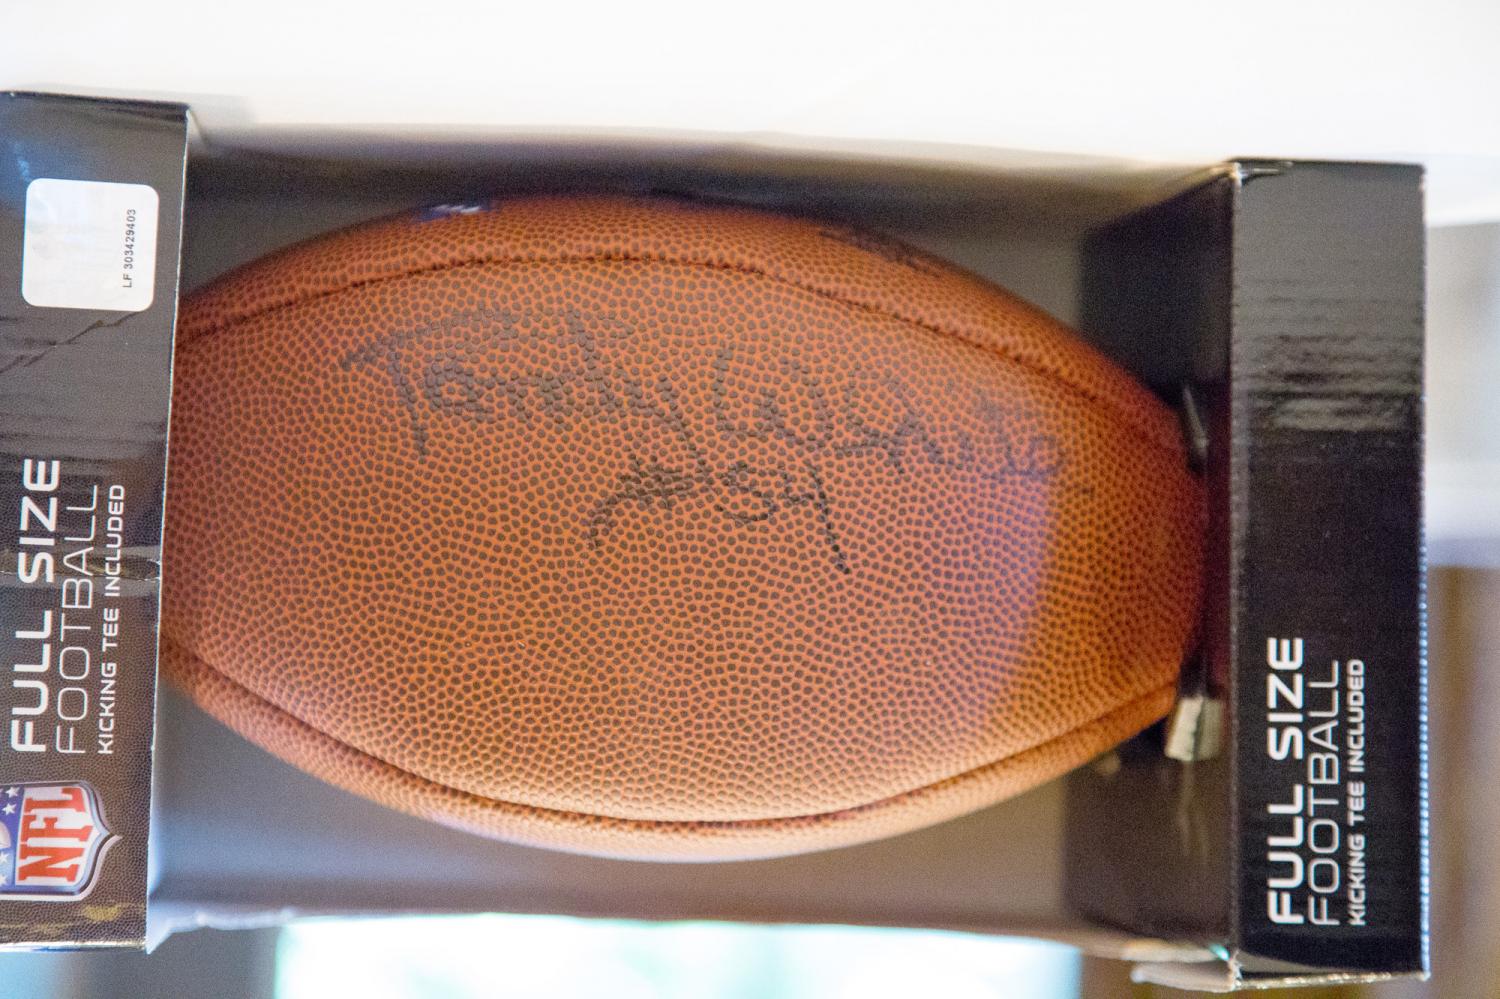 LF 303429403
FULL SIZE
FOOTBALL
KICKING TEE INCLUDED
NFL
#54
FULL SIZE
FOOTBALL
KICKING TEE INCLUDED